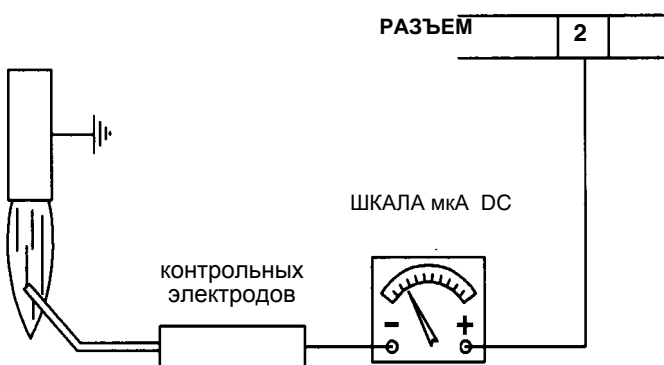 РАЗЪЕМ 2
ШКАЛА мкА DC
контрольных
электродов
- +